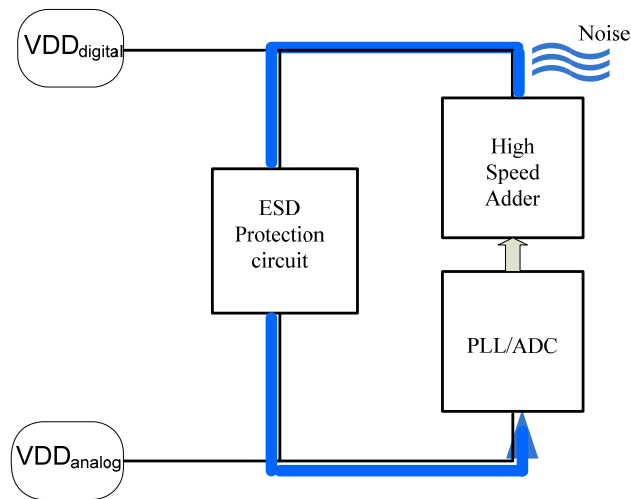 VDDdigital
Noise
High
Speed
Adder
ESD
Protection
circuit
PLL/ADC
VDDanalog